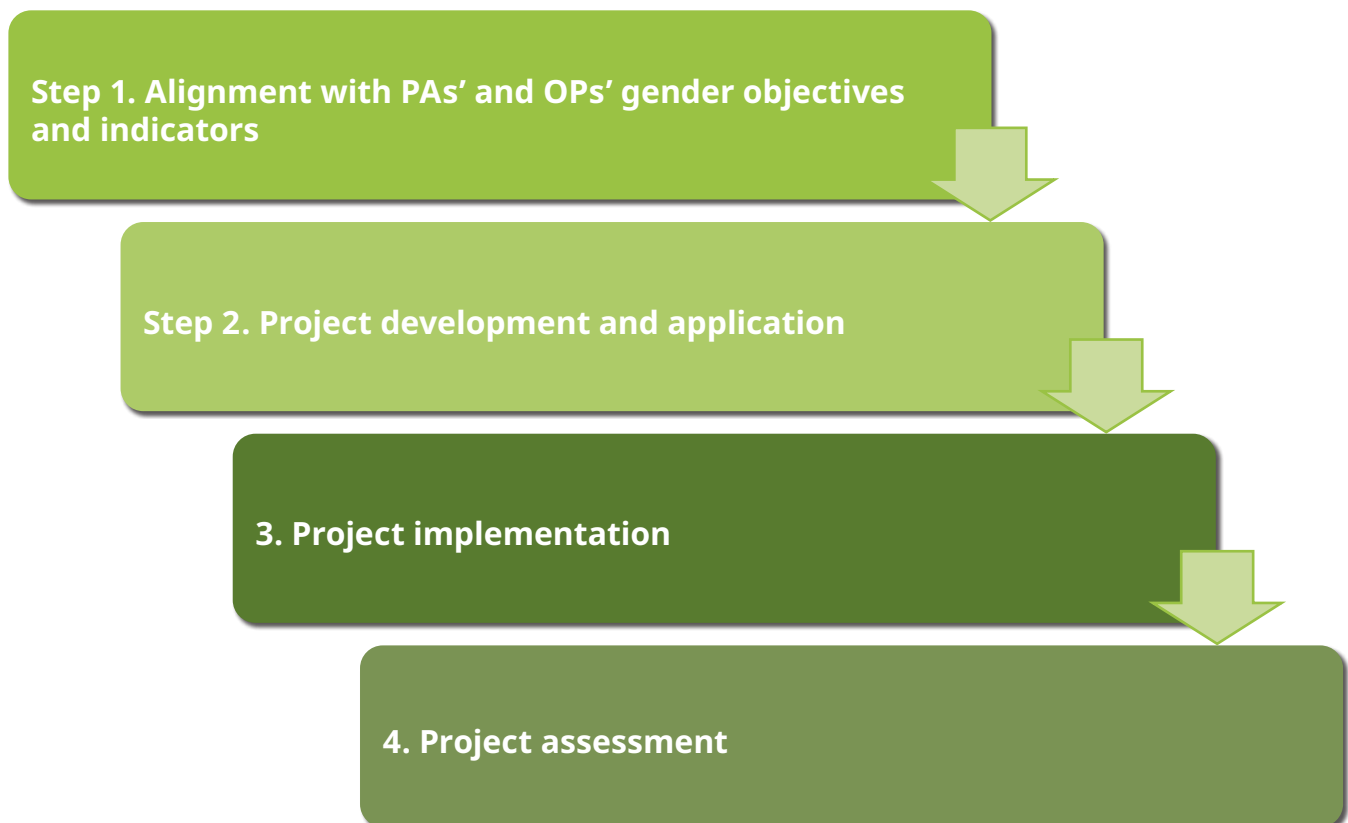 Step 1. Alignment with PAs’ and OPs’ gender objectives
and indicators
Step 2. Project development and application
3. Project implementation
4. Project assessment